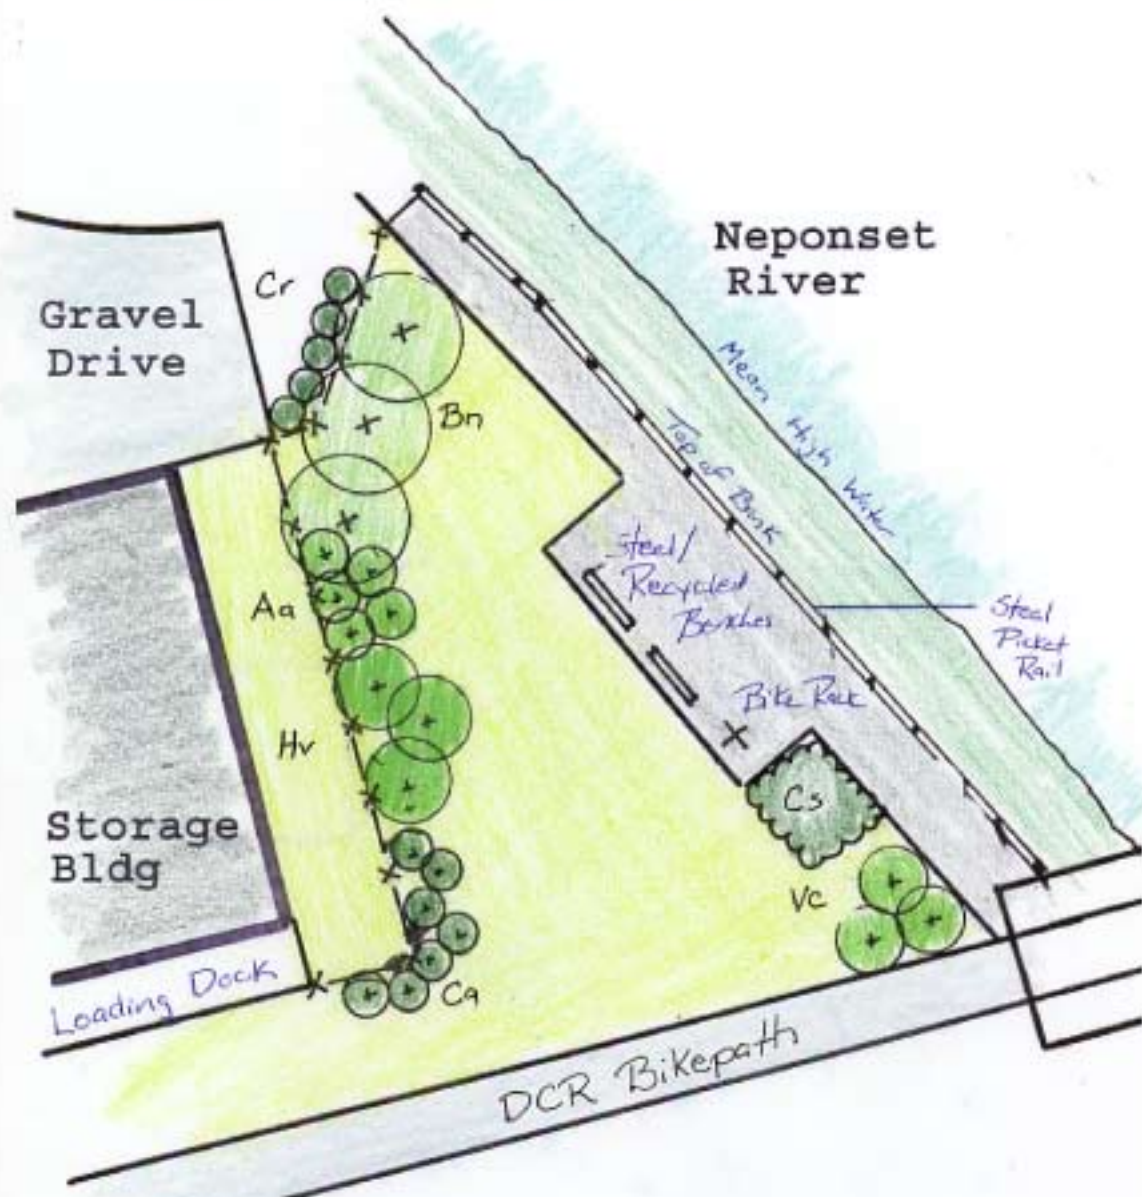 Neponset
River
Cr
Gravel
Drive
Mean High Water
Bn
Top of Bank
Steel/
Recycled
Benches
Aa
Steel
Picket
Rail
Bike Rack
Hv
Cs
Storage
Bldg
Vc
Loading Dock
Ca
DCR Bikepath